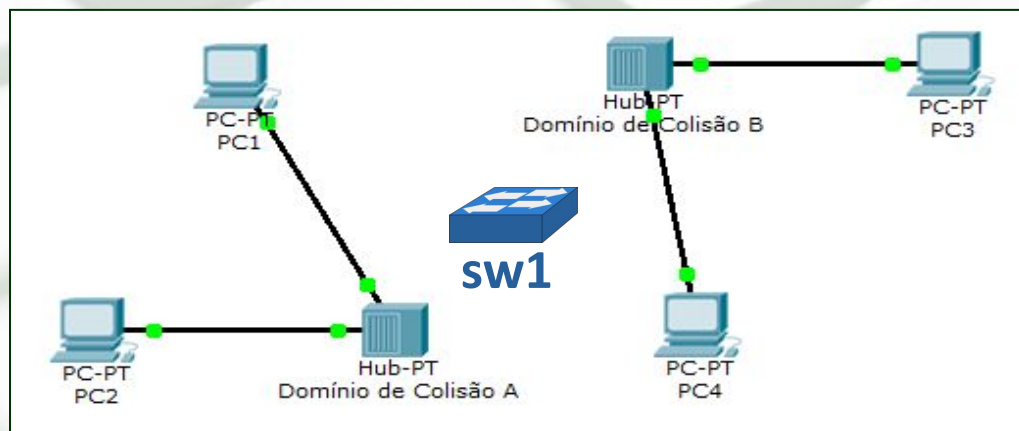 PC-PT
PC1
Hub-PT
Domínio de Colisão B
PC-PT
PC3
sw1
PC-PT
PC2
Hub-PT
Domínio de Colisão A
PC-PT
PC4